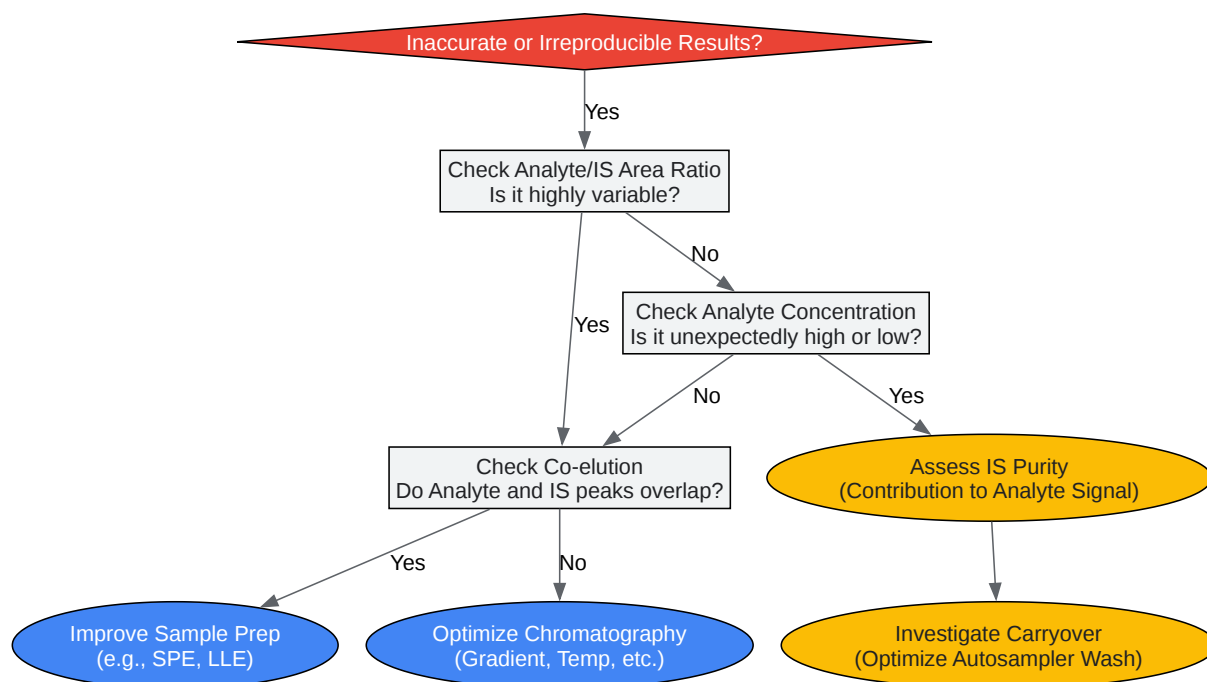 Inaccurate or Irreproducible Results?
Yes
Check Analyte/IS Area Ratio
Is it highly variable?
No
Check Analyte Concentration
Is it unexpectedly high or low?
Yes
No
Yes
Check Co-elution
Do Analyte and IS peaks overlap?
Assess IS Purity
(Contribution to Analyte Signal)
Yes
No
Improve Sample Prep
(e.g., SPE, LLE)
Optimize Chromatography
(Gradient, Temp, etc.)
Investigate Carryover
(Optimize Autosampler Wash)